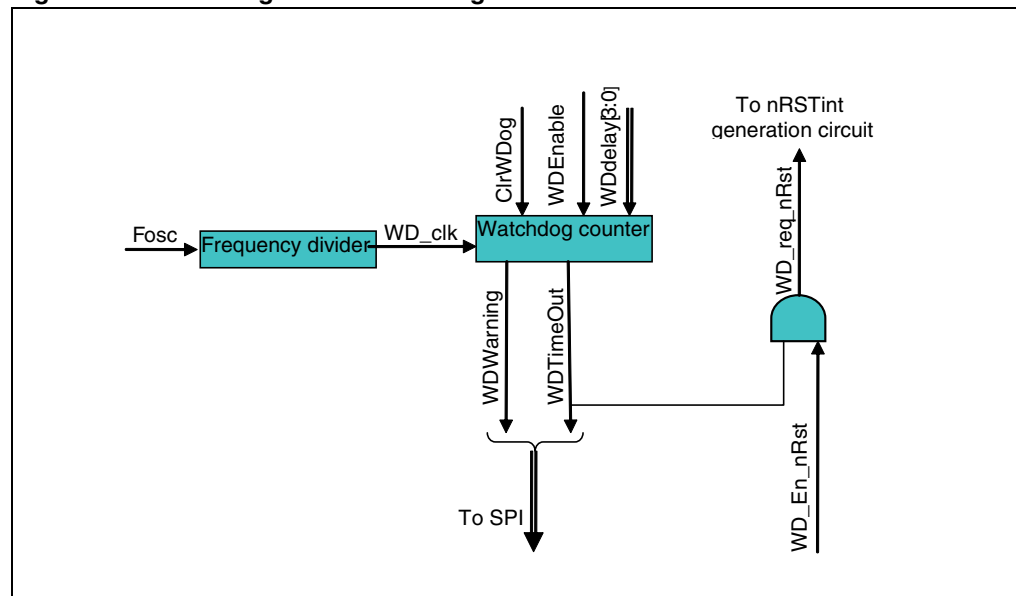 To nRSTint
generation circuit
ClrWDog
WDEnable
WDdelay[3:0]
WD_req_nRst
Fosc
Frequency divider
WD_clk
Watchdog counter
WDWarning
WDTimeOut
WD_En_nRst
To SPI